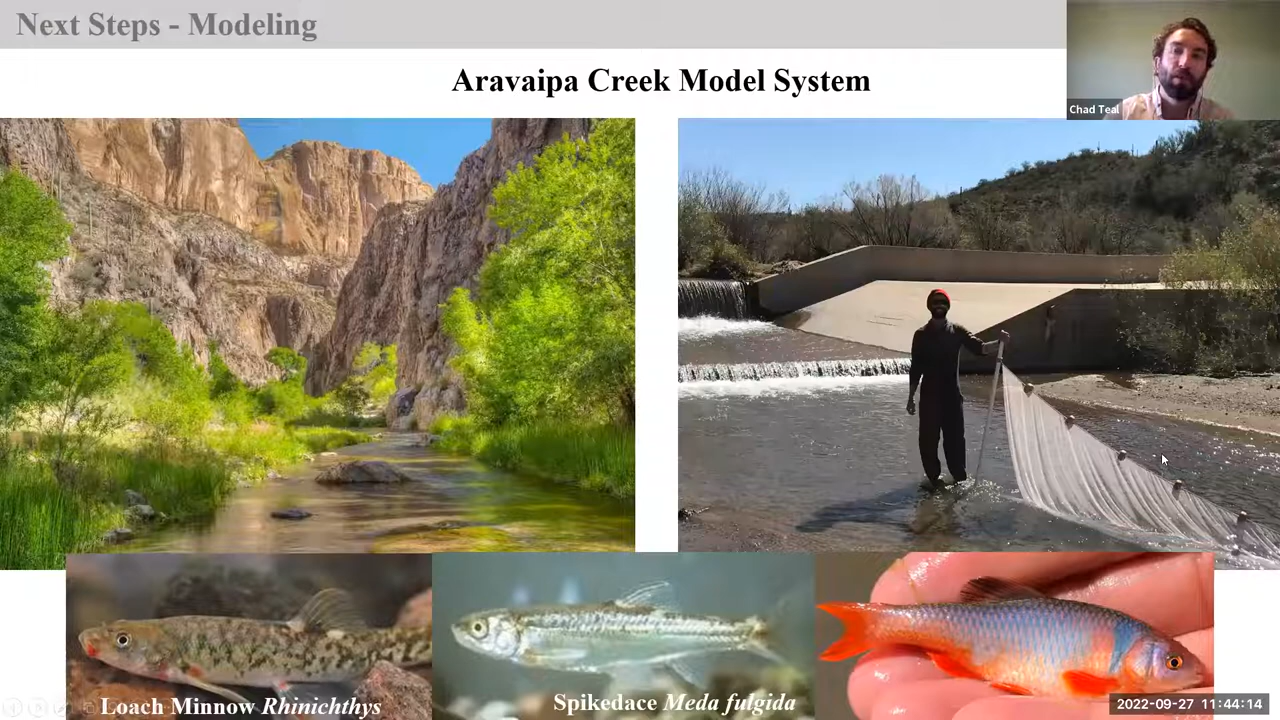 Next Steps - Modeling
Aravaipa Creek Model System
Chad Teal
Loach Minnow Rhinichthys
Spikedace Meda fulgida
2022-09-27 11:44:14